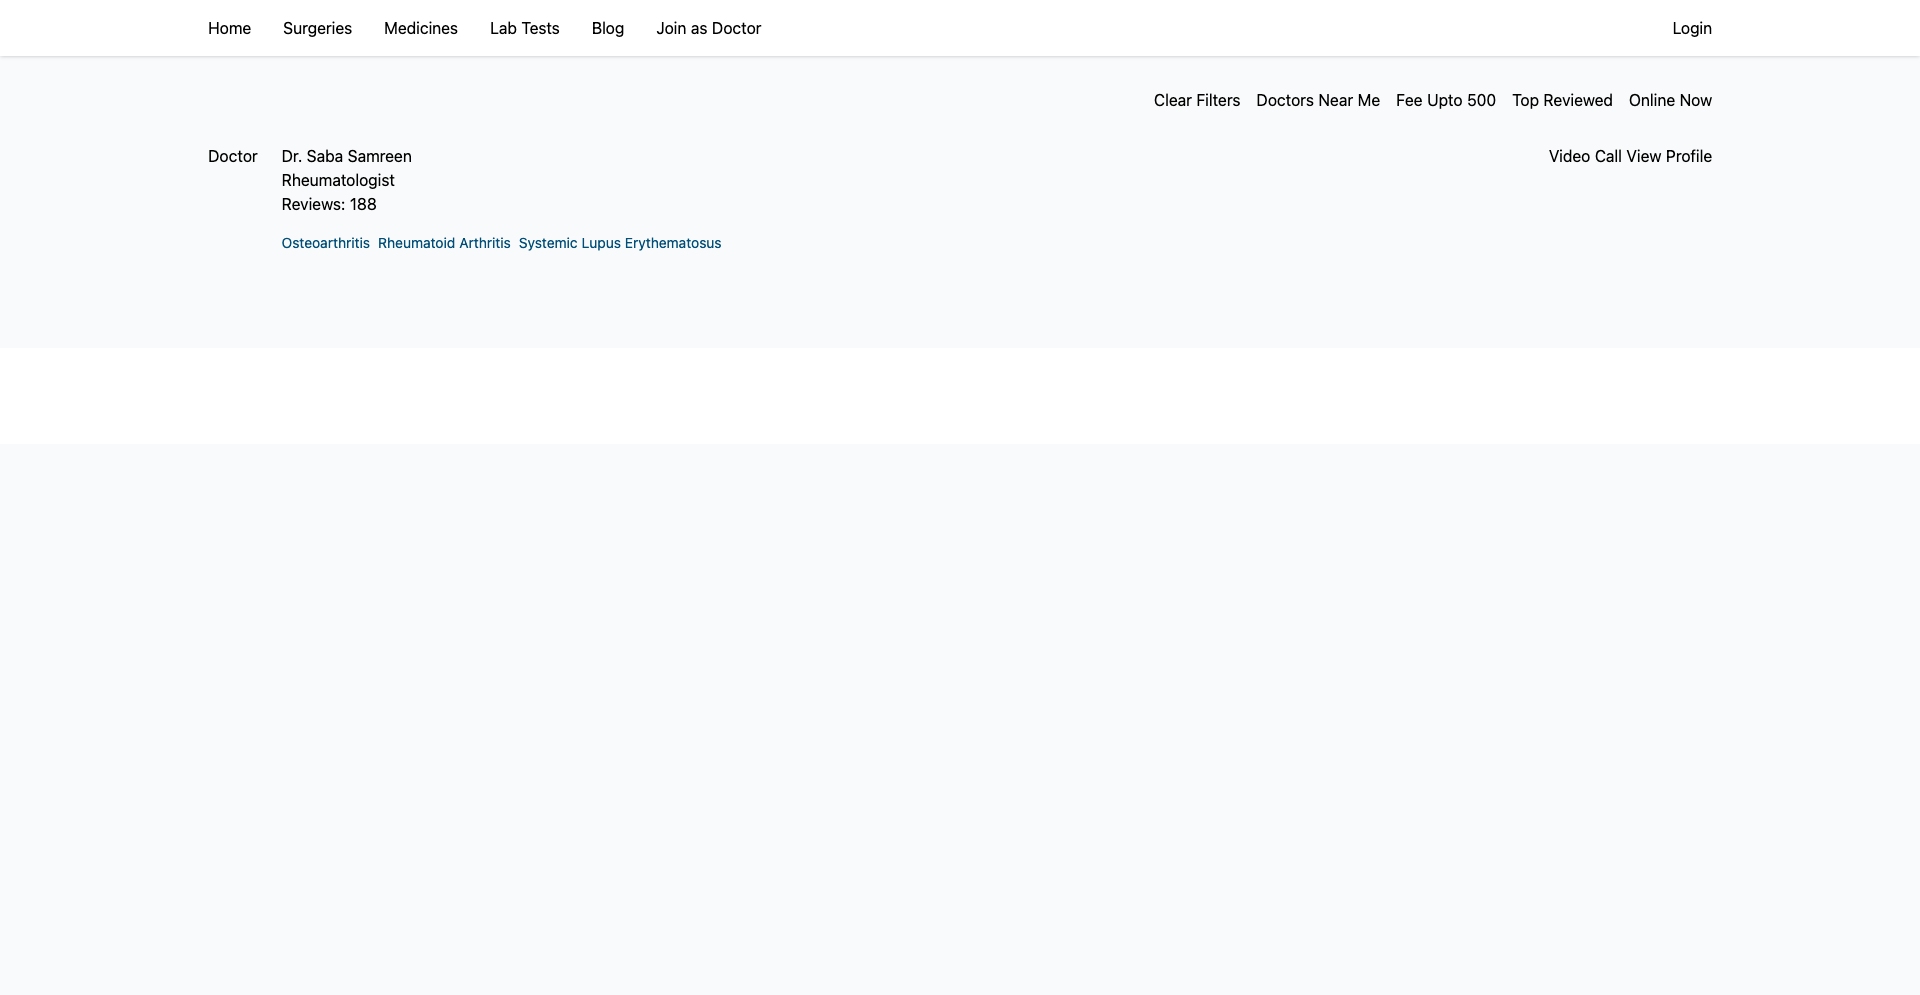 Home Surgeries Medicines Lab Tests Blog Join as Doctor Login
Clear Filters Doctors Near Me Fee Upto 500 Top Reviewed Online Now
Doctor Dr. Saba Samreen Video Call View Profile
Rheumatologist
Reviews: 188
Osteoarthritis Rheumatoid Arthritis Systemic Lupus Erythematosus